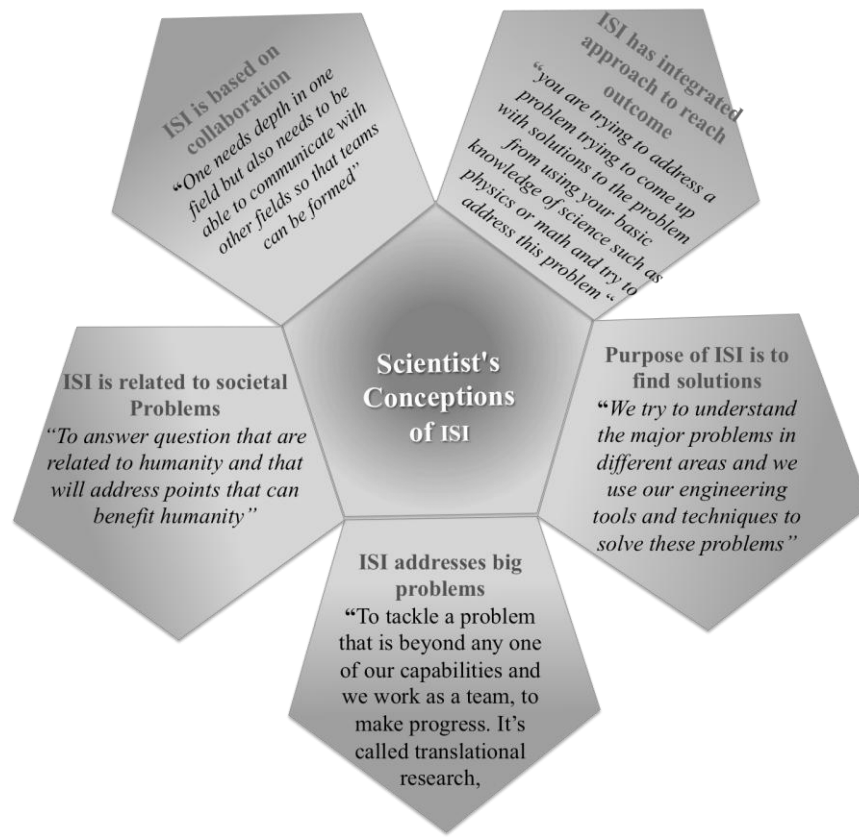 ISI is based on
collaboration
“One needs depth in one
field but also needs to be
able to communicate with
other fields so that teams
can be formed”
ISI has integrated
approach to reach
outcome
“you are trying to address a
problem trying to come up
with solutions to the problem
from using your basic
knowledge of science such as
physics or math and try to
address this problem “
Scientist's
Conceptions
of ISI
ISI is related to societal
Problems
“To answer question that are
related to humanity and that
will address points that can
benefit humanity”
Purpose of ISI is to
find solutions
“We try to understand
the major problems in
different areas and we
use our engineering
tools and techniques to
solve these problems”
ISI addresses big
problems
“To tackle a problem
that is beyond any one
of our capabilities and
we work as a team, to
make progress. It’s
called translational
research,